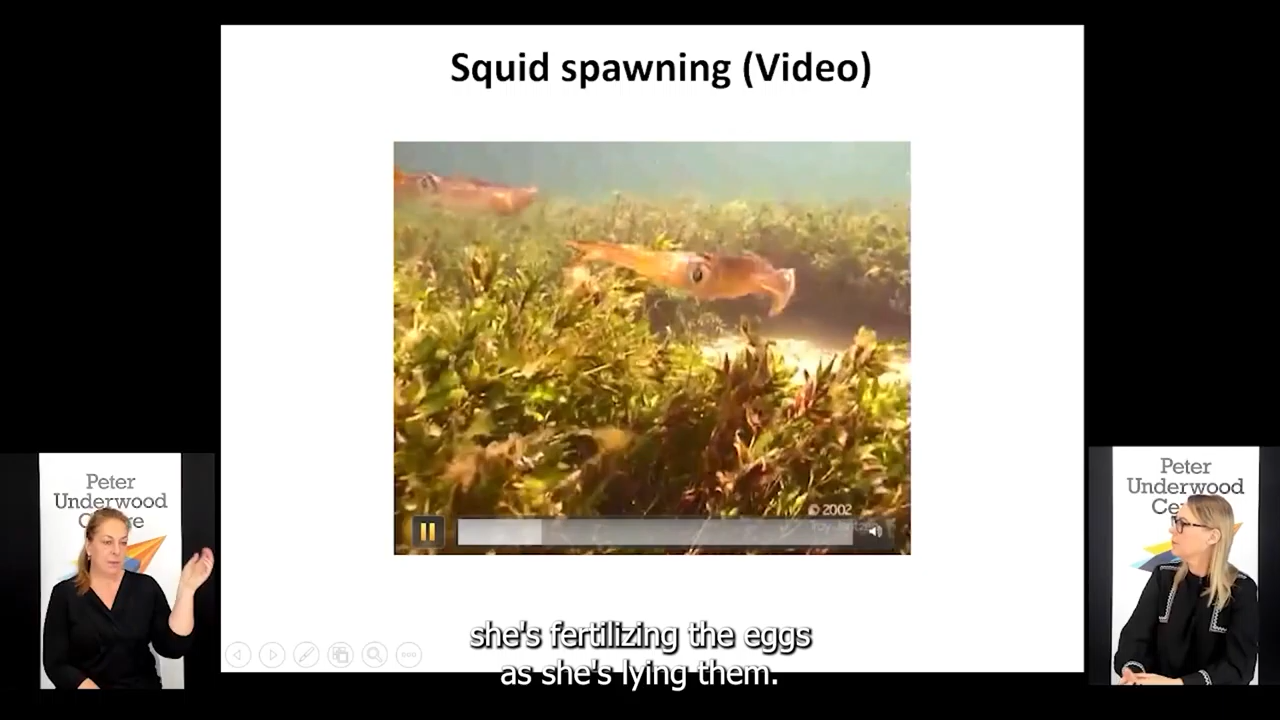 Squid spawning (Video)
© 2002
Peter
Underwood
Peter
Underwood
she's fertilizing the eggs
as she's lying them.